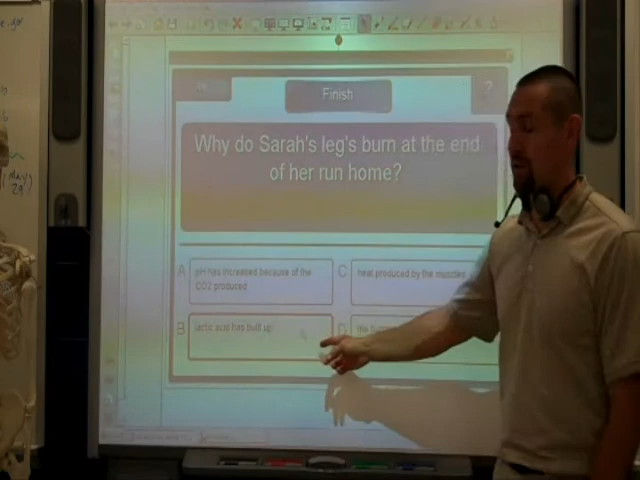 Finish
?
Why do Sarah's leg's burn at the end
of her run home?
A
pH has increased because of the
CO2 produced
C
heat produced by the muscles
B
lactic acid has built up
D